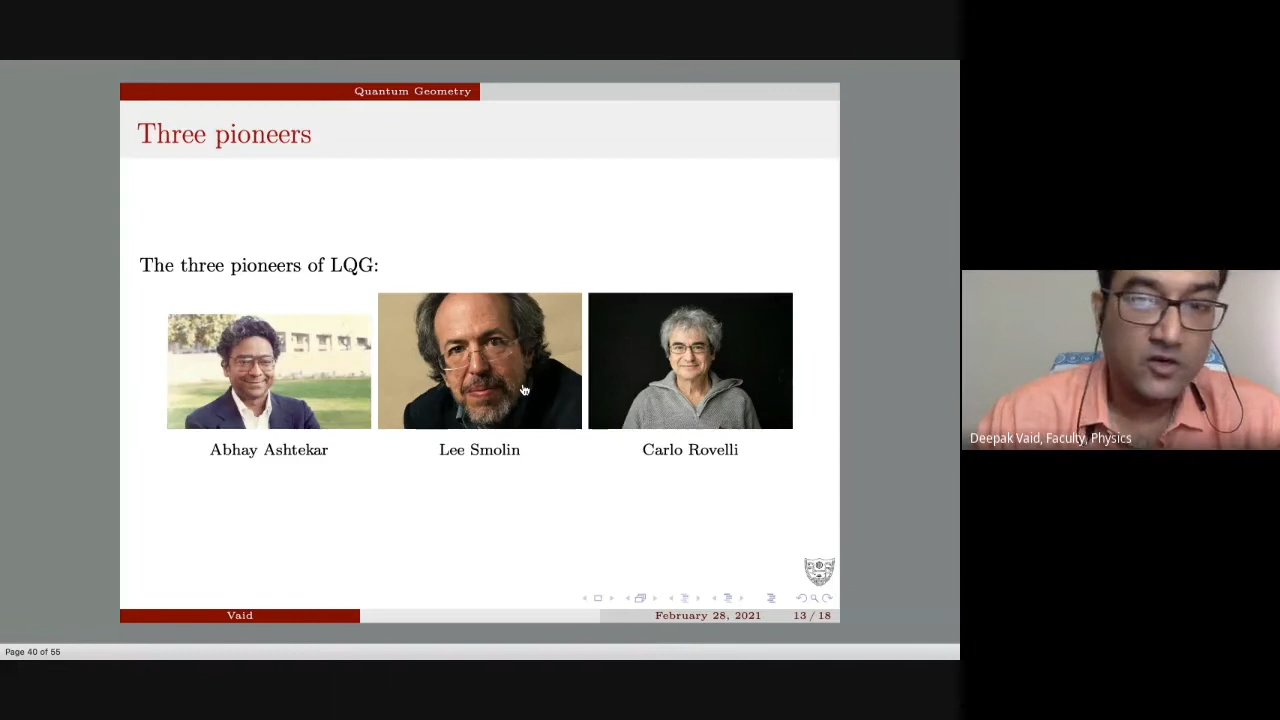 Quantum Geometry
Three pioneers
The three pioneers of LQG:
Abhay Ashtekar
Lee Smolin
Carlo Rovelli
Vaid
February 28, 2021
13 / 18
Page 40 of 55
Deepak Vaid, Faculty, Physics